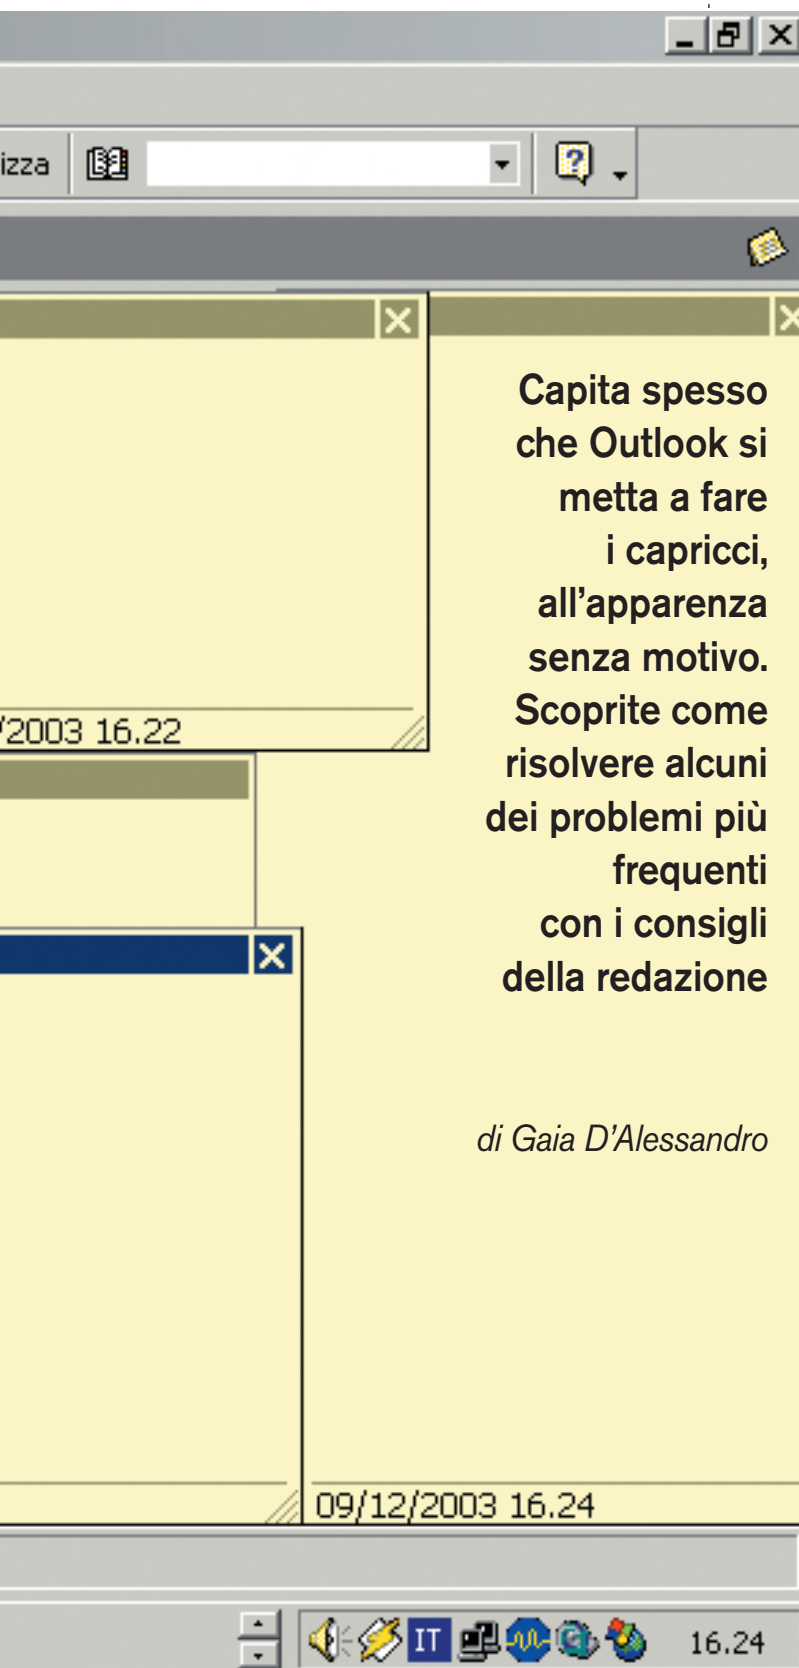 izza
Capita spesso
che Outlook si
metta a fare
i capricci,
all'apparenza
senza motivo.
Scoprite come
risolvere alcuni
dei problemi più
frequenti
con i consigli
della redazione
/2003 16.22
di Gaia D'Alessandro
09/12/2003 16.24
IT
16.24